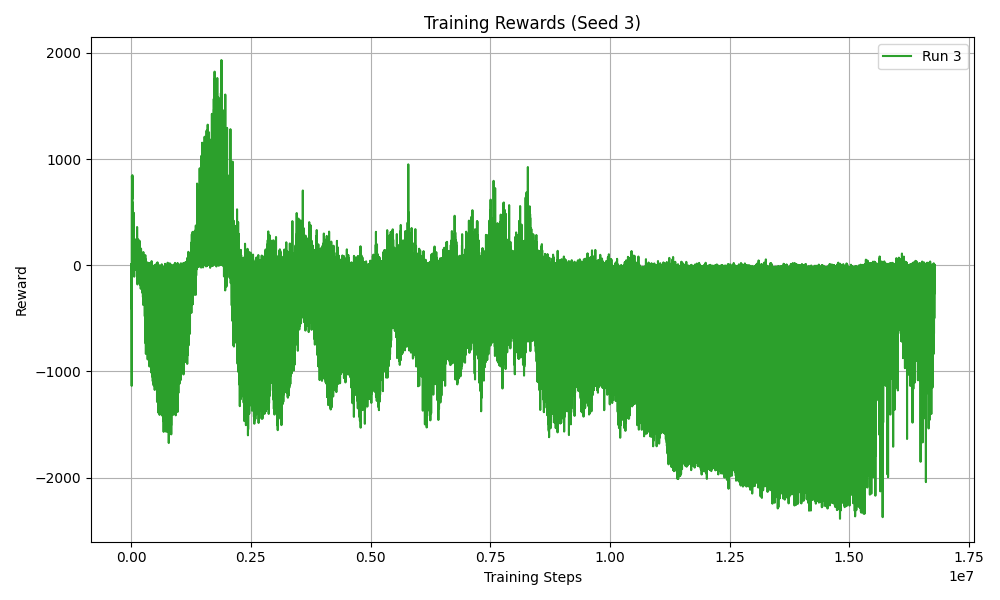 Training Rewards (Seed 3)
Run 3
2000
1000
0
−1000
−2000
Reward
0.00 0.25 0.50 0.75 1.00 1.25 1.50 1.75
1e7
Training Steps